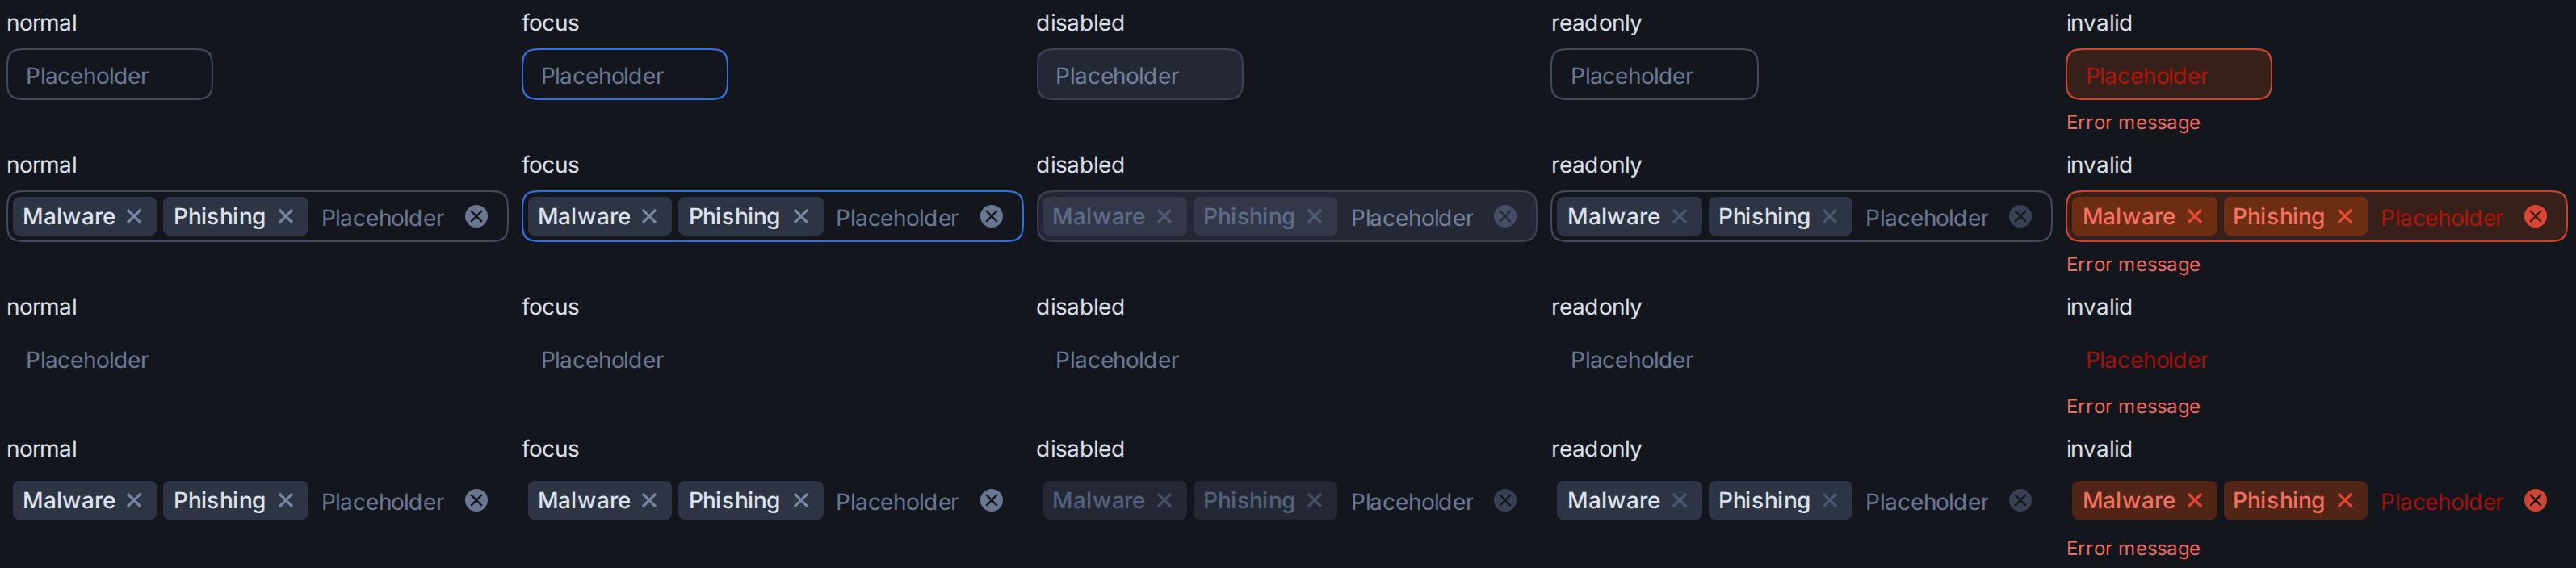 normal focus disabled readonly invalid
Placeholder Placeholder Placeholder Placeholder Placeholder
Error message
normal focus disabled readonly invalid
Malware Phishing Placeholder Malware Phishing Placeholder Malware Phishing Placeholder Malware Phishing Placeholder Malware Phishing Placeholder
Error message
normal focus disabled readonly invalid
Placeholder Placeholder Placeholder Placeholder Placeholder
Error message
normal focus disabled readonly invalid
Malware Phishing Placeholder Malware Phishing Placeholder Malware Phishing Placeholder Malware Phishing Placeholder Malware Phishing Placeholder
Error message